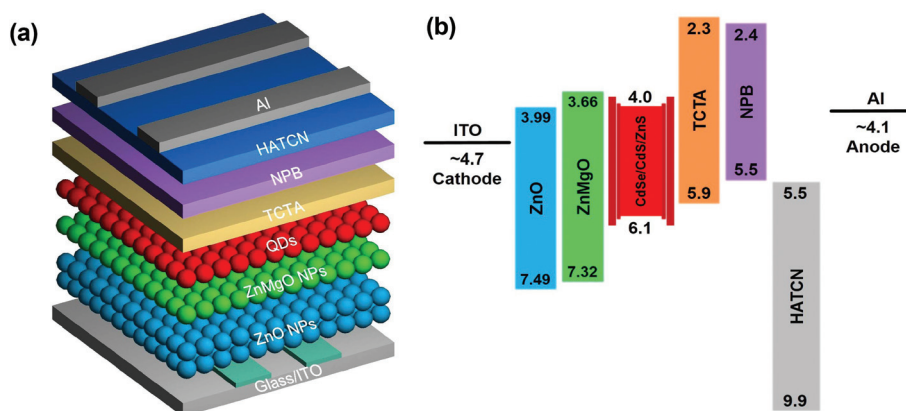 (a)
Al
HATCN
NPB
TCTA
QDs
ZnMgO NPs
ZnO NPs
Glass/ITO
(b)
ITO
~4.7
Cathode
3.99
ZnO
7.49
3.66
ZnMgO
7.32
4.0
CdSe/CdS/ZnS
6.1
2.3
TCTA
5.9
2.4
NPB
5.5
5.5
HATCN
9.9
Al
~4.1
Anode